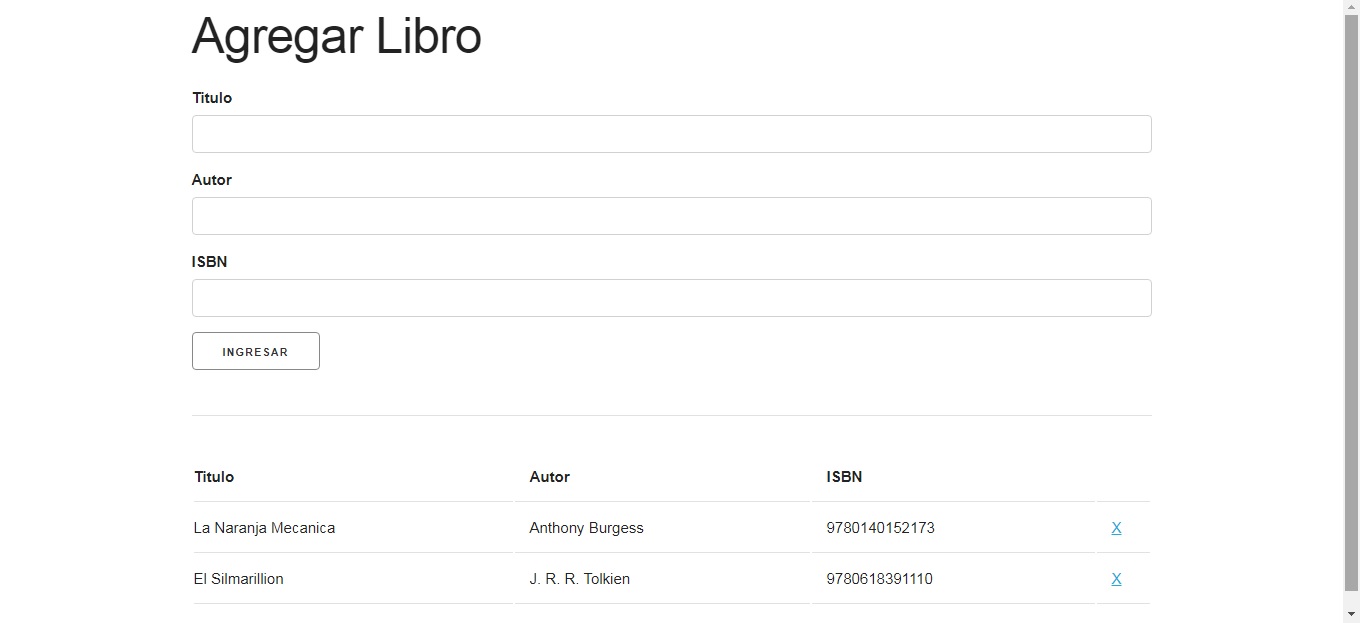 Agregar Libro
Titulo
Autor
ISBN
INGRESAR
Titulo Autor ISBN
La Naranja Mecanica Anthony Burgess 9780140152173 X
El Silmarillion J. R. R. Tolkien 9780618391110 X